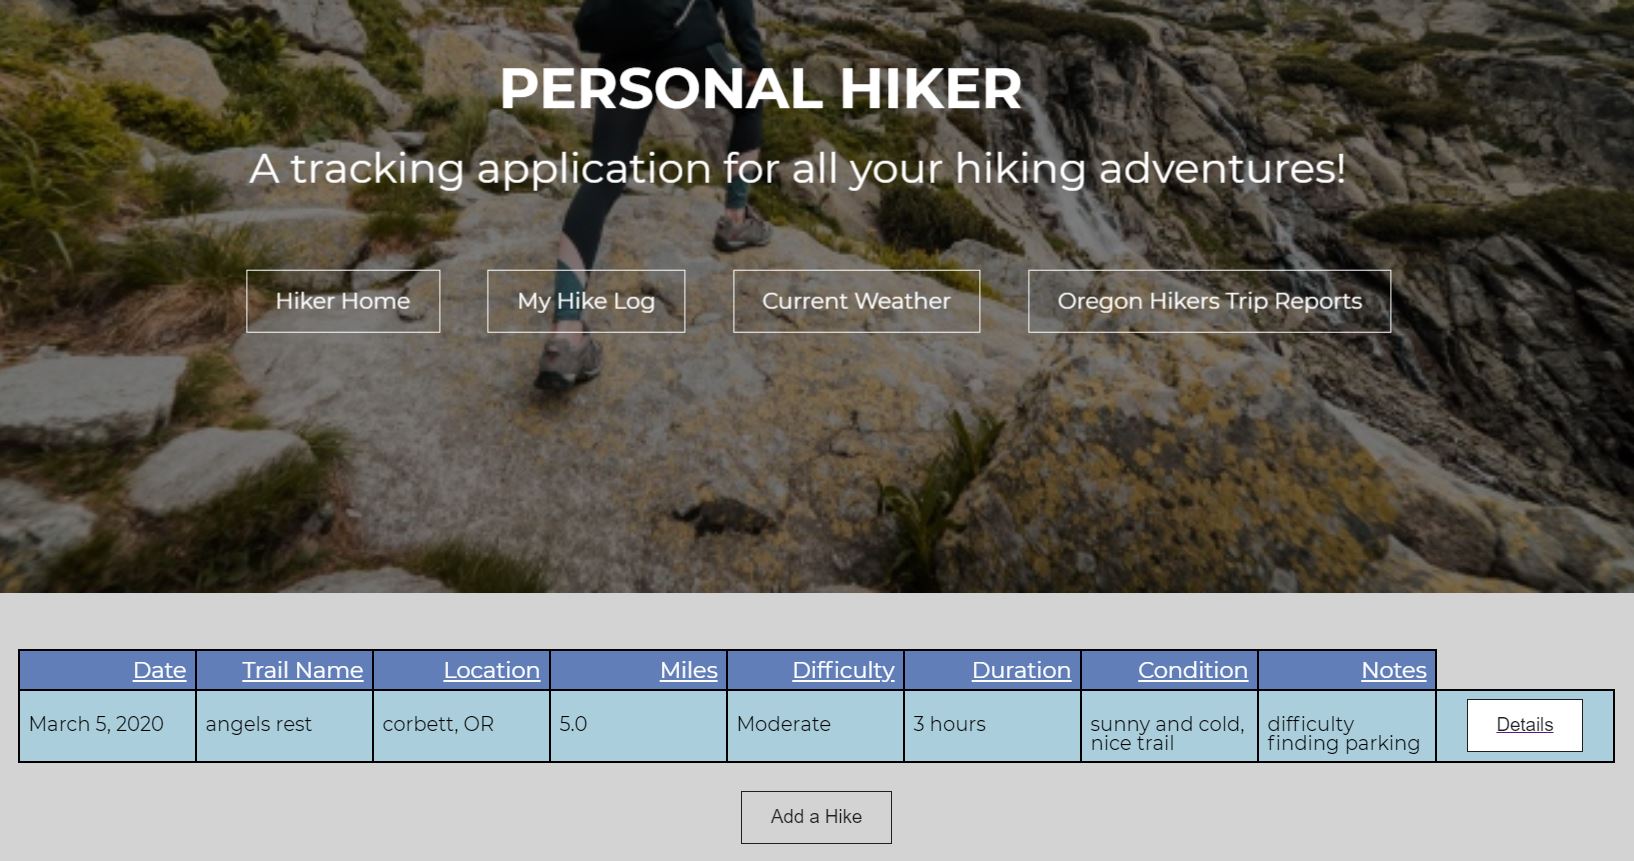 PERSONAL HIKER
A tracking application for all your hiking adventures!
Hiker Home My Hike Log Current Weather Oregon Hikers Trip Reports
Date Trail Name Location Miles Difficulty Duration Condition Notes
March 5, 2020 angels rest corbett, OR 5.0 Moderate 3 hours sunny and cold, difficulty Details
nice trail finding parking
Add a Hike